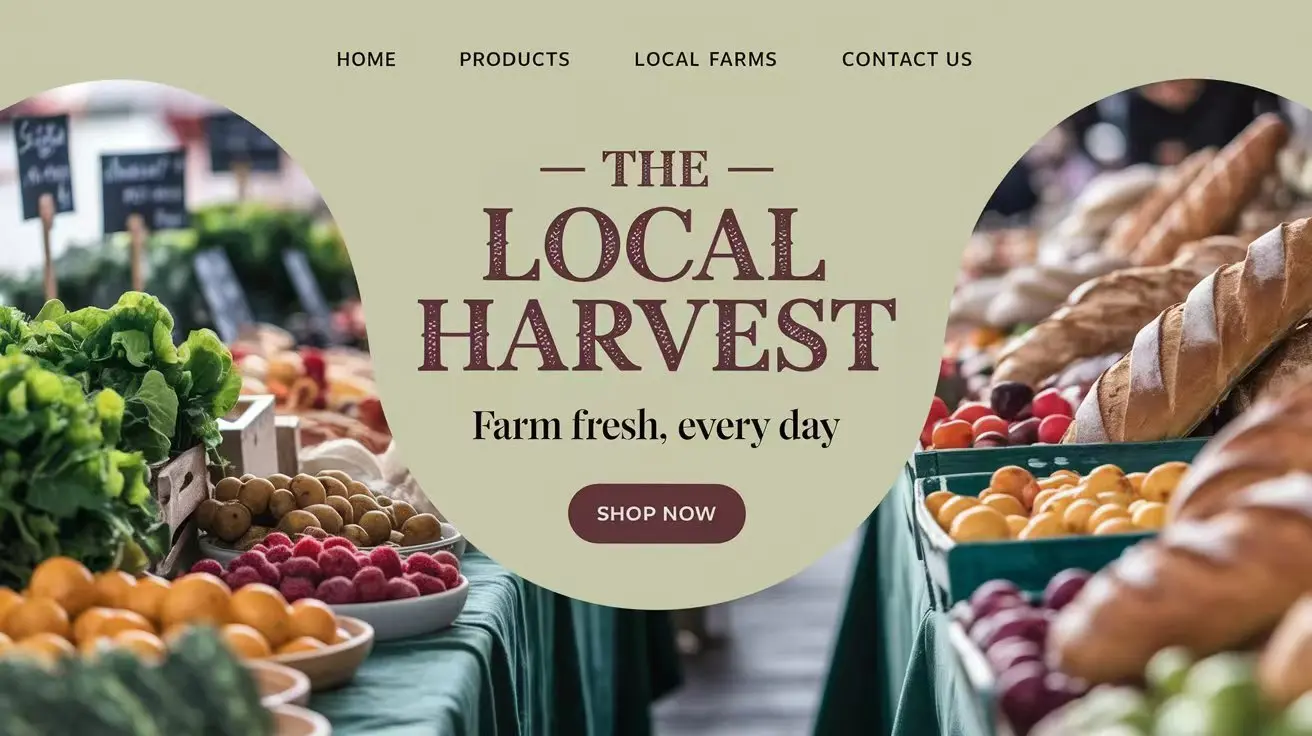 HOME PRODUCTS LOCAL FARMS CONTACT US
— THE —
LOCAL
HARVEST
Farm fresh, every day
SHOP NOW